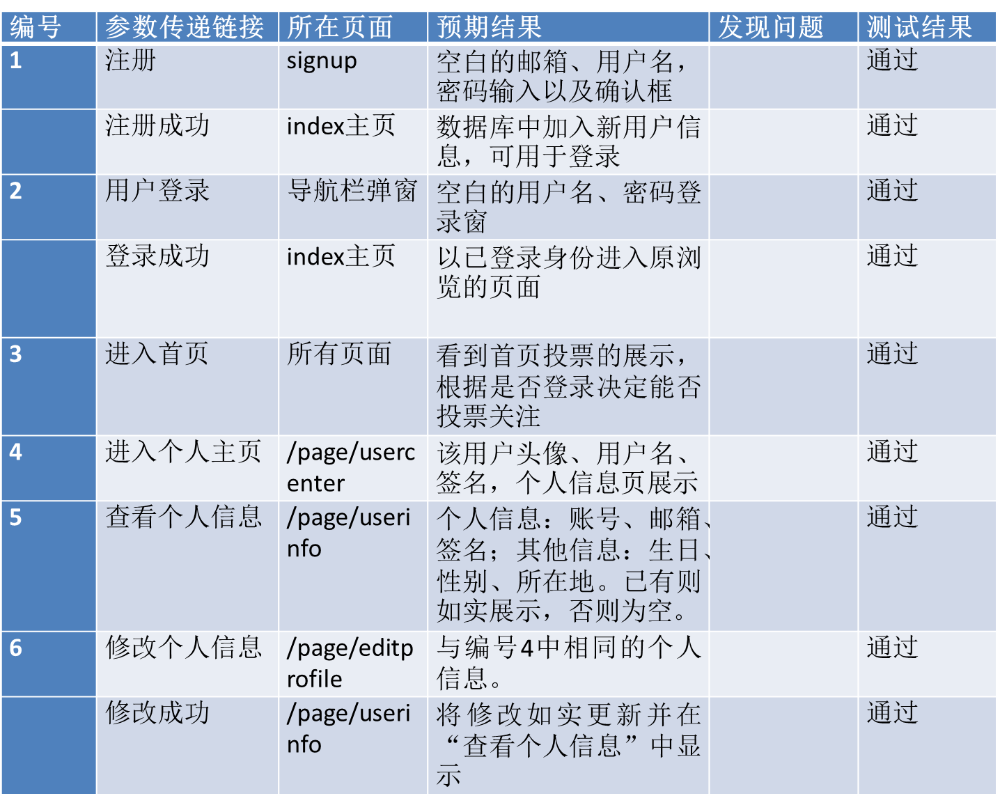 编号 参数传递链接 所在页面 预期结果 发现问题 测试结果
1 注册 signup 空白的邮箱、用户名， 通过
密码输入以及确认框
注册成功 index主页 数据库中加入新用户信 通过
息，可用于登录
2 用户登录 导航栏弹窗 空白的用户名、密码登 通过
录窗
登录成功 index主页 以已登录身份进入原浏 通过
览的页面
3 进入首页 所有页面 看到首页投票的展示， 通过
根据是否登录决定能否
投票关注
4 进入个人主页 /page/userc 该用户头像、用户名、 通过
enter 签名，个人信息页展示
5 查看个人信息 /page/useri 个人信息：账号、邮箱、 通过
nfo 签名；其他信息：生日、
性别、所在地。已有则
如实展示，否则为空。
6 修改个人信息 /page/editp 与编号4中相同的个人 通过
rofile 信息。
修改成功 /page/useri 将修改如实更新并在 通过
nfo “查看个人信息”中显
示